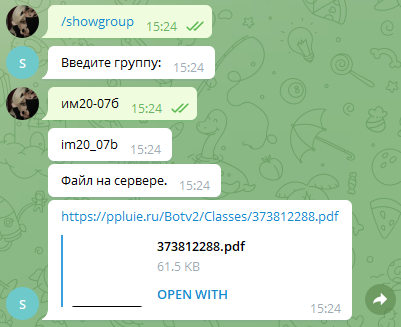 /showgroup 15:24
S
Введите группу: 15:24
им20-07б 15:24
im20_07b 15:24
Файл на сервере. 15:24
https://ppluie.ru/Botv2/Classes/373812288.pdf
373812288.pdf
61.5 KB
OPEN WITH
S
15:24